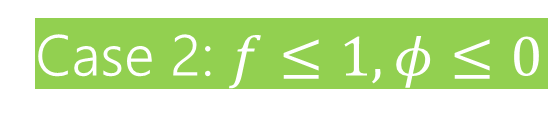 Case 2: 𝑓 ≤ 1, 𝜙 ≤ 0